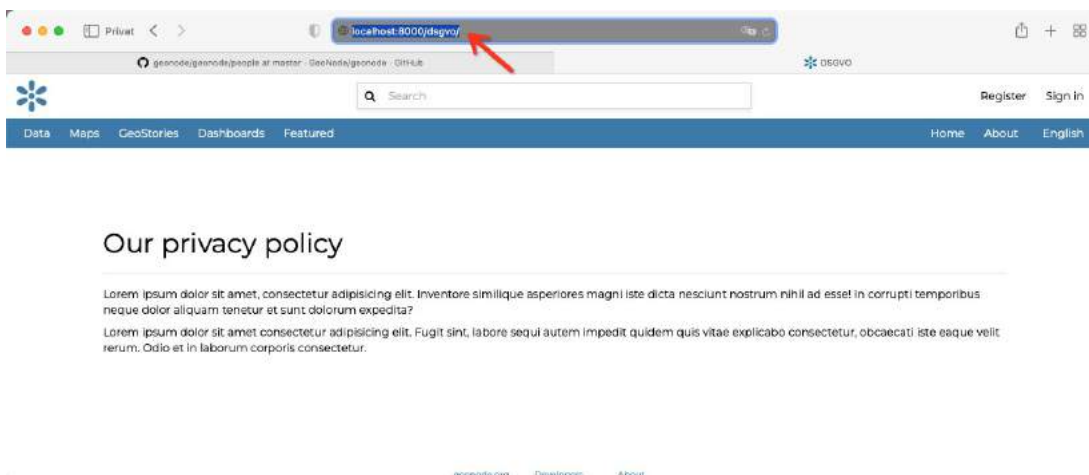 Privat
localhost:8000/dsgvo/
geonode/geonode/people at master · GeoNode/geonode · GitHub
DSGVO
Search
Register Sign in
Data Maps GeoStories Dashboards Featured
Home About English
Our privacy policy
Lorem ipsum dolor sit amet, consectetur adipisicing elit. Inventore similique asperiores magni iste dicta nesciunt nostrum nihil ad esse! In corrupti temporibus
neque dolor aliquam tenetur et sunt dolorum expedita?
Lorem ipsum dolor sit amet consectetur adipisicing elit. Fugit sint, labore sequi autem impedit quidem quis vitae explicabo consectetur, obcaecati iste eaque velit
rerum. Odio et in laborum corporis consectetur.
geonode.org Developers About